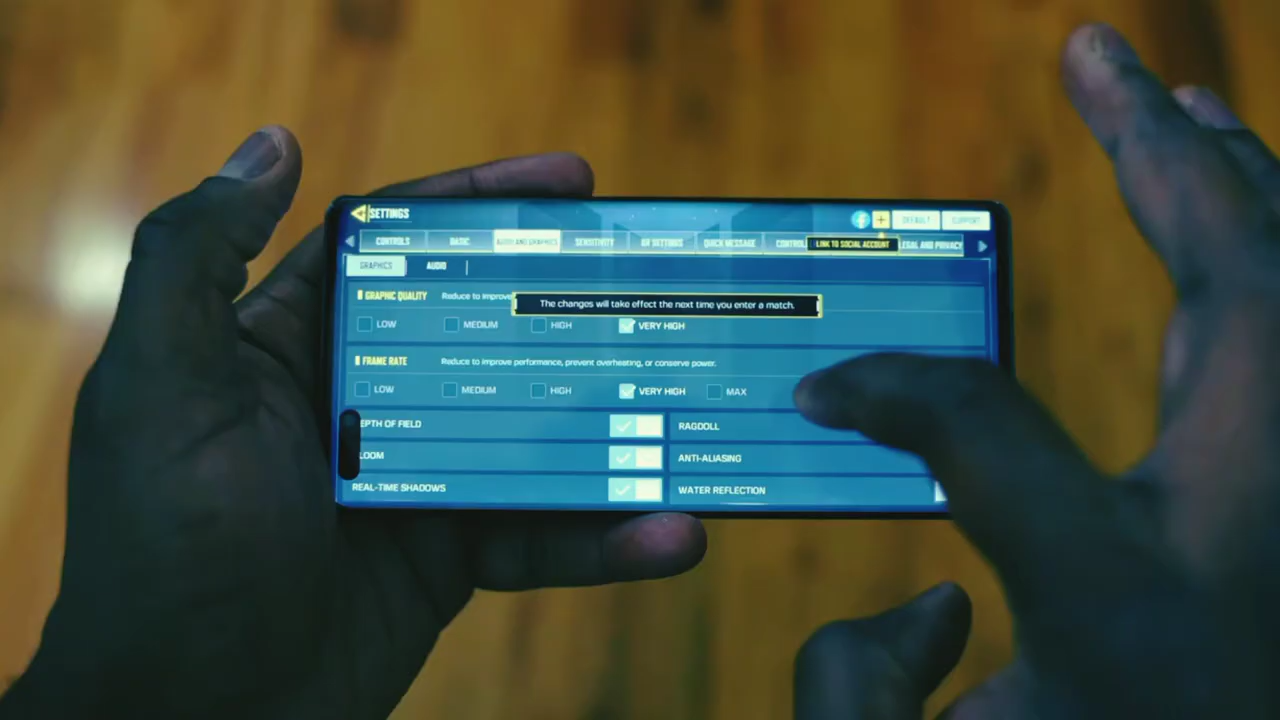 SETTINGS
DEFAULT SUPPORT
CONTROLS BASIC AUDIO AND GRAPHICS SENSITIVITY BR SETTINGS QUICK MESSAGE CONTROL LINK TO SOCIAL ACCOUNT LEGAL AND PRIVACY
GRAPHICS AUDIO
GRAPHIC QUALITY Reduce to improve
The changes will take effect the next time you enter a match.
LOW MEDIUM HIGH VERY HIGH
FRAME RATE Reduce to improve performance, prevent overheating, or conserve power.
LOW MEDIUM HIGH VERY HIGH MAX
EPTH OF FIELD RAGDOLL
LOOM ANTI-ALIASING
REAL-TIME SHADOWS WATER REFLECTION